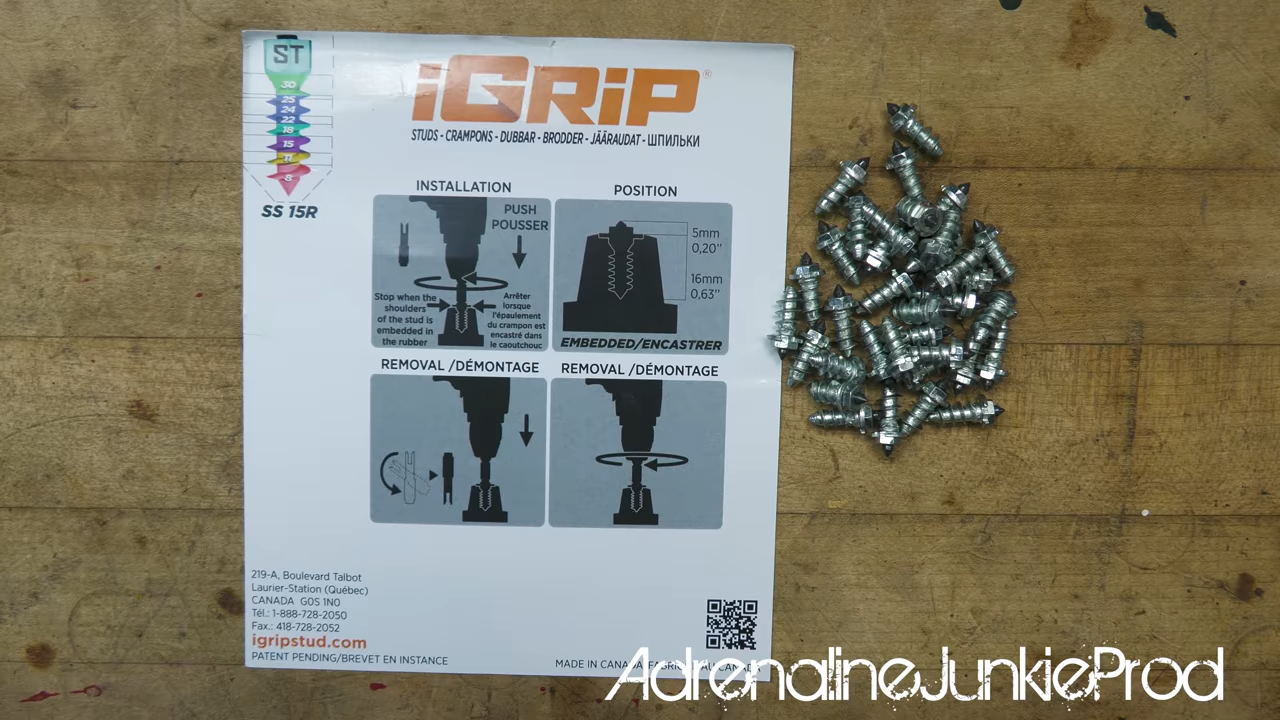 ST
30
25
24
22
18
15
11
8
SS 15R
iGRiP®
STUDS - CRAMPONS - DUBBAR - BRODDER - JÄÄRAUDAT - ШПИЛЬКИ
INSTALLATION
PUSH
POUSSER
Stop when the
shoulders
of the stud is
embedded in
the rubber
Arrêter
lorsque
l'épaulement
du crampon est
encastré dans
le caoutchouc
POSITION
5mm
0,20''
16mm
0,63''
EMBEDDED/ENCASTRER
REMOVAL /DÉMONTAGE
REMOVAL /DÉMONTAGE
219-A, Boulevard Talbot
Laurier-Station (Québec)
CANADA G0S 1N0
Tél.: 1-888-728-2050
Fax.: 418-728-2052
igripstud.com
PATENT PENDING/BREVET EN INSTANCE
MADE IN CANADA/FABRIQUÉ AU CANADA
AdrenalineJunkieProd